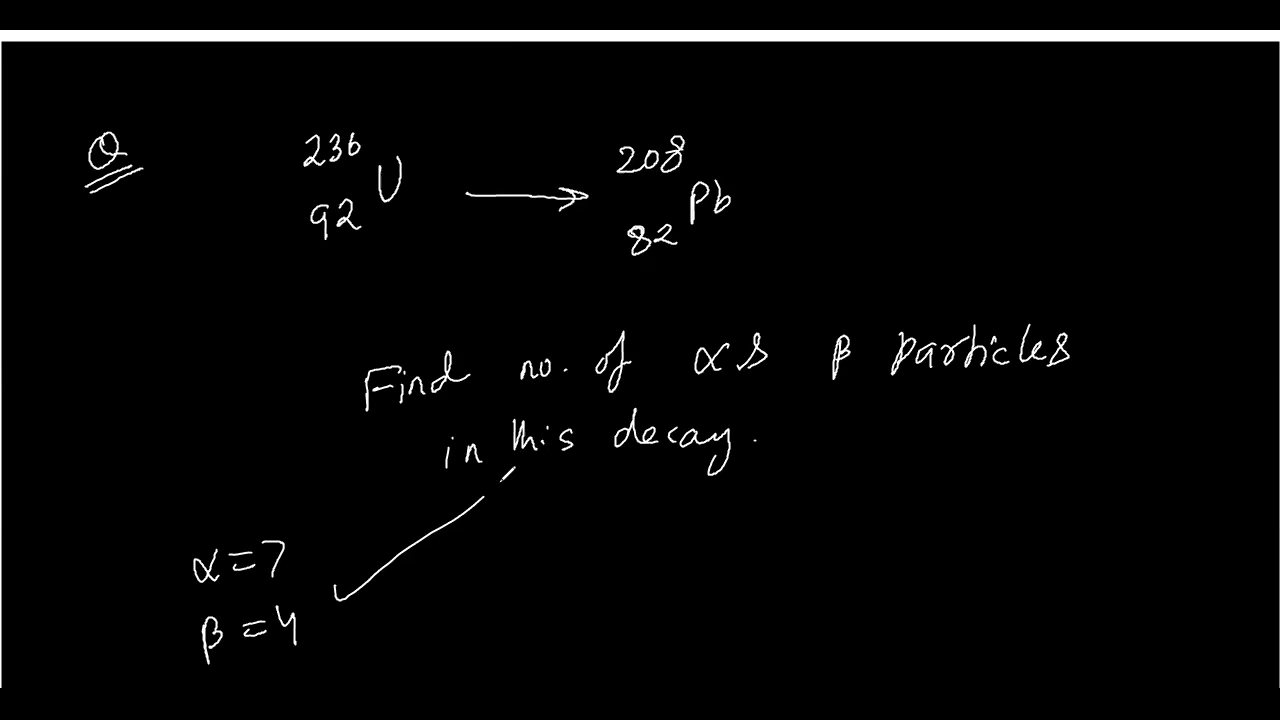 Q
236 U → 208 Pb
92 82
Find no. of α & β particles
in this decay.
α = 7
β = 4